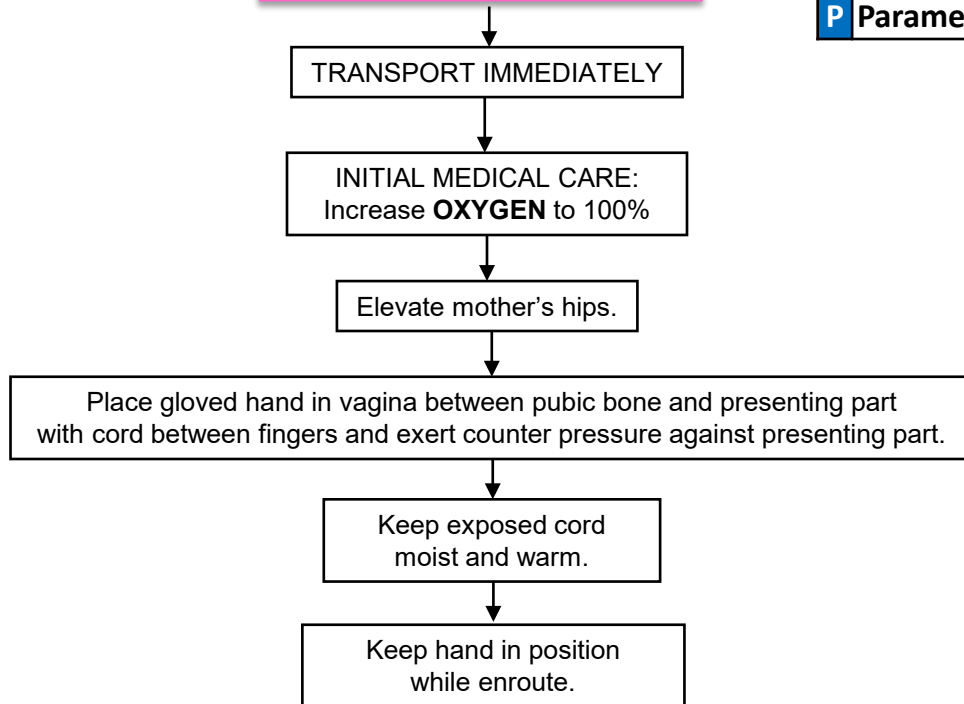 P Parame
TRANSPORT IMMEDIATELY
INITIAL MEDICAL CARE:
Increase OXYGEN to 100%
Elevate mother’s hips.
Place gloved hand in vagina between pubic bone and presenting part
with cord between fingers and exert counter pressure against presenting part.
Keep exposed cord
moist and warm.
Keep hand in position
while enroute.